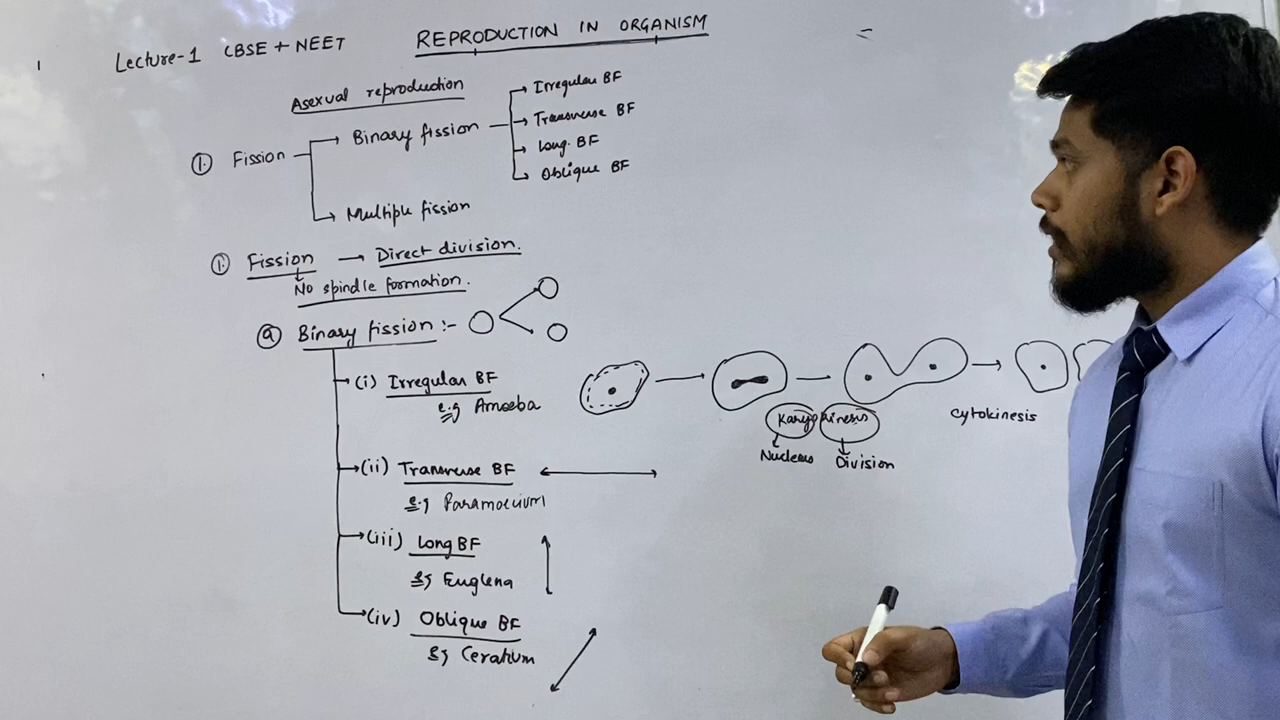 Lecture-1 CBSE + NEET REPRODUCTION IN ORGANISM
Asexual reproduction
① Fission → Binary fission → Irregular BF
→ Transverse BF
→ Long. BF
→ Oblique BF
→ Multiple fission
① Fission → Direct division.
No spindle formation.
ⓐ Binary fission :-
(i) Irregular BF
e.g Amoeba
Karyokinesis
Cytokinesis
Nucleus Division
(ii) Transverse BF
e.g Paramoecium
(iii) Long BF
eg Euglena
(iv) Oblique BF
eg Ceratium